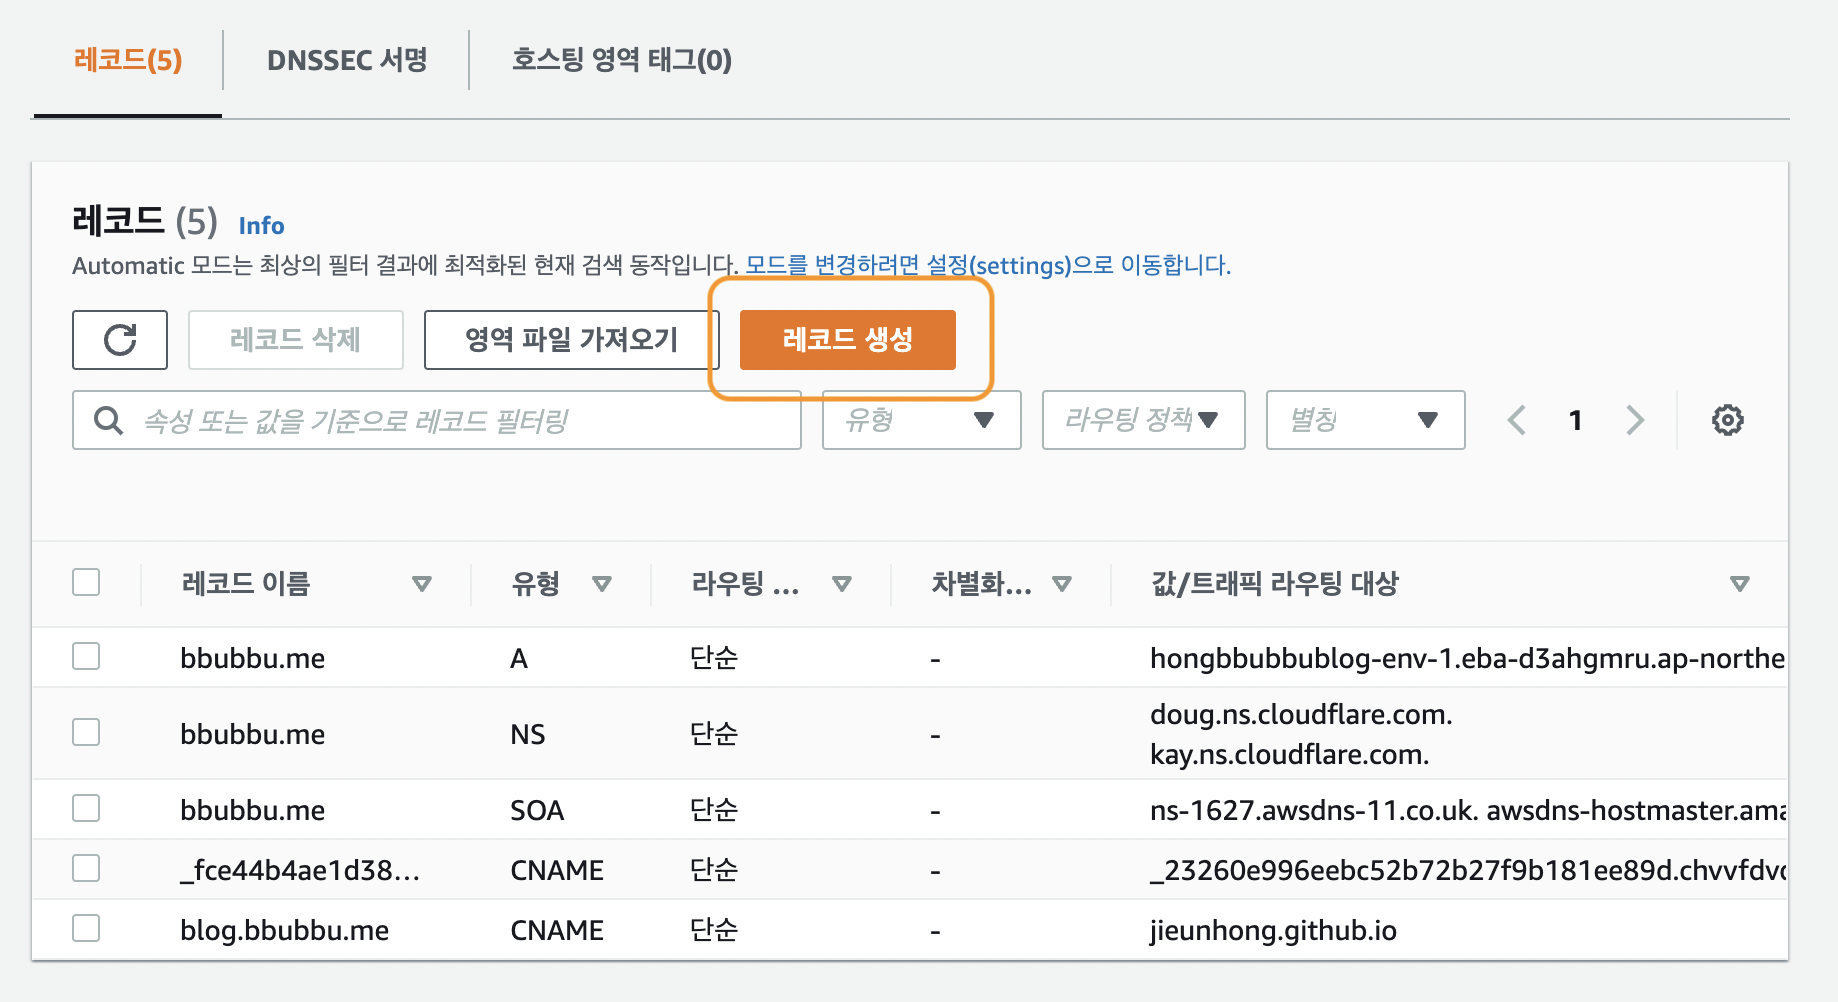 레코드(5)
DNSSEC 서명
호스팅 영역 태그(0)
레코드 (5) Info
Automatic 모드는 최상의 필터 결과에 최적화된 현재 검색 동작입니다. 모드를 변경하려면 설정(settings)으로 이동합니다.
레코드 삭제
영역 파일 가져오기
레코드 생성
속성 또는 값을 기준으로 레코드 필터링
유형
라우팅 정책
별칭
1
레코드 이름 유형 라우팅 ... 차별화... 값/트래픽 라우팅 대상
bbubbu.me A 단순 - hongbbubbublog-env-1.eba-d3ahgmru.ap-northe
bbubbu.me NS 단순 - doug.ns.cloudflare.com.
kay.ns.cloudflare.com.
bbubbu.me SOA 단순 - ns-1627.awsdns-11.co.uk. awsdns-hostmaster.ama
_fce44b4ae1d38... CNAME 단순 - _23260e996eebc52b72b27f9b181ee89d.chvvfdvc
blog.bbubbu.me CNAME 단순 - jieunhong.github.io